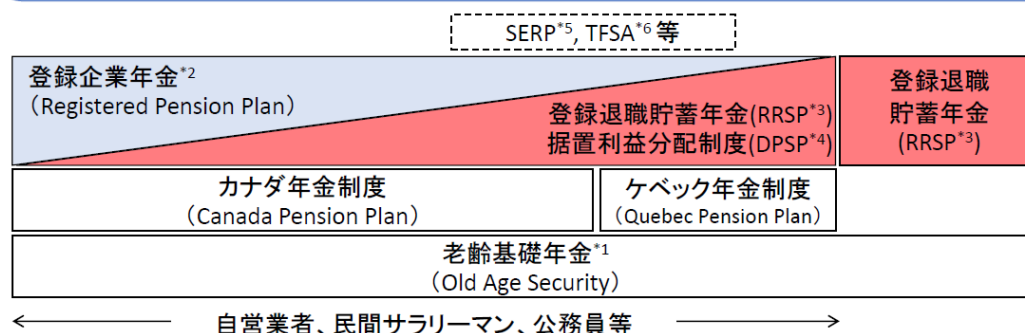 SERP*5, TFSA*6 等
登録企業年金*2
（Registered Pension Plan）
登録退職貯蓄年金(RRSP*3)
据置利益分配制度(DPSP*4)
登録退職
貯蓄年金
(RRSP*3)
カナダ年金制度
（Canada Pension Plan）
ケベック年金制度
（Quebec Pension Plan）
老齢基礎年金*1
（Old Age Security）
自営業者、民間サラリーマン、公務員等